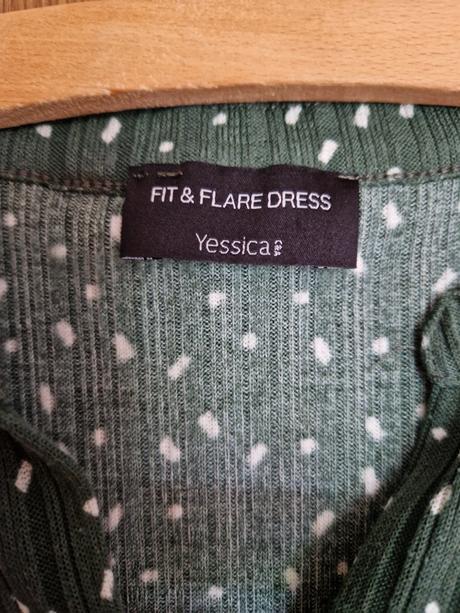 FIT & FLARE DRESS
Yessica C&A